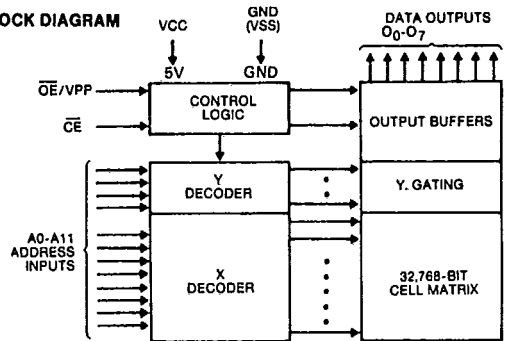 OCK DIAGRAM
VCC
GND
(VSS)
DATA OUTPUTS
O0-O7
5V
GND
OE/VPP
CE
CONTROL
LOGIC
OUTPUT BUFFERS
Y
DECODER
Y. GATING
A0-A11
ADDRESS
INPUTS
X
DECODER
32,768-BIT
CELL MATRIX